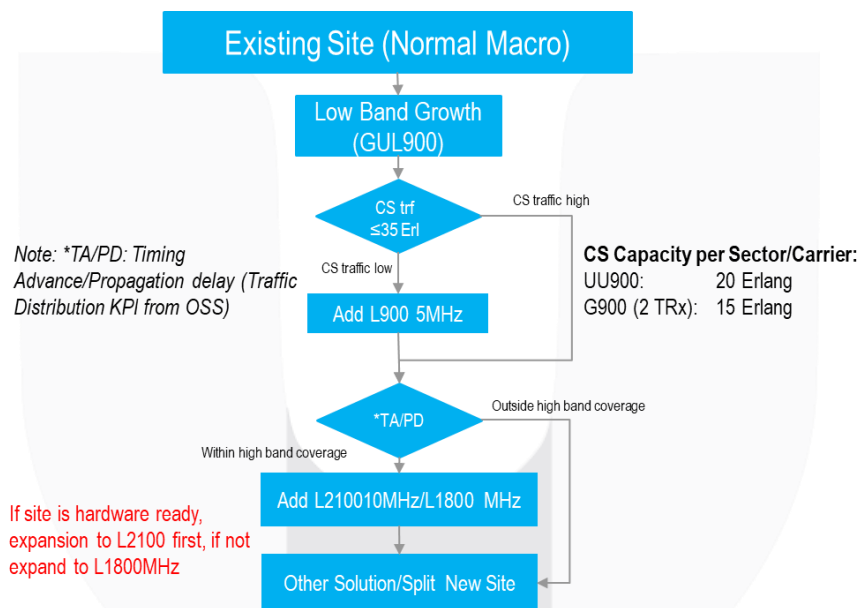 Existing Site (Normal Macro)
Low Band Growth
(GUL900)
CS trf
≤35 Erl
CS traffic high
CS traffic low
Note: *TA/PD: Timing
Advance/Propagation delay (Traffic
Distribution KPI from OSS)
CS Capacity per Sector/Carrier:
UU900: 20 Erlang
G900 (2 TRx): 15 Erlang
Add L900 5MHz
*TA/PD
Outside high band coverage
Within high band coverage
Add L210010MHz/L1800 MHz
If site is hardware ready,
expansion to L2100 first, if not
expand to L1800MHz
Other Solution/Split New Site